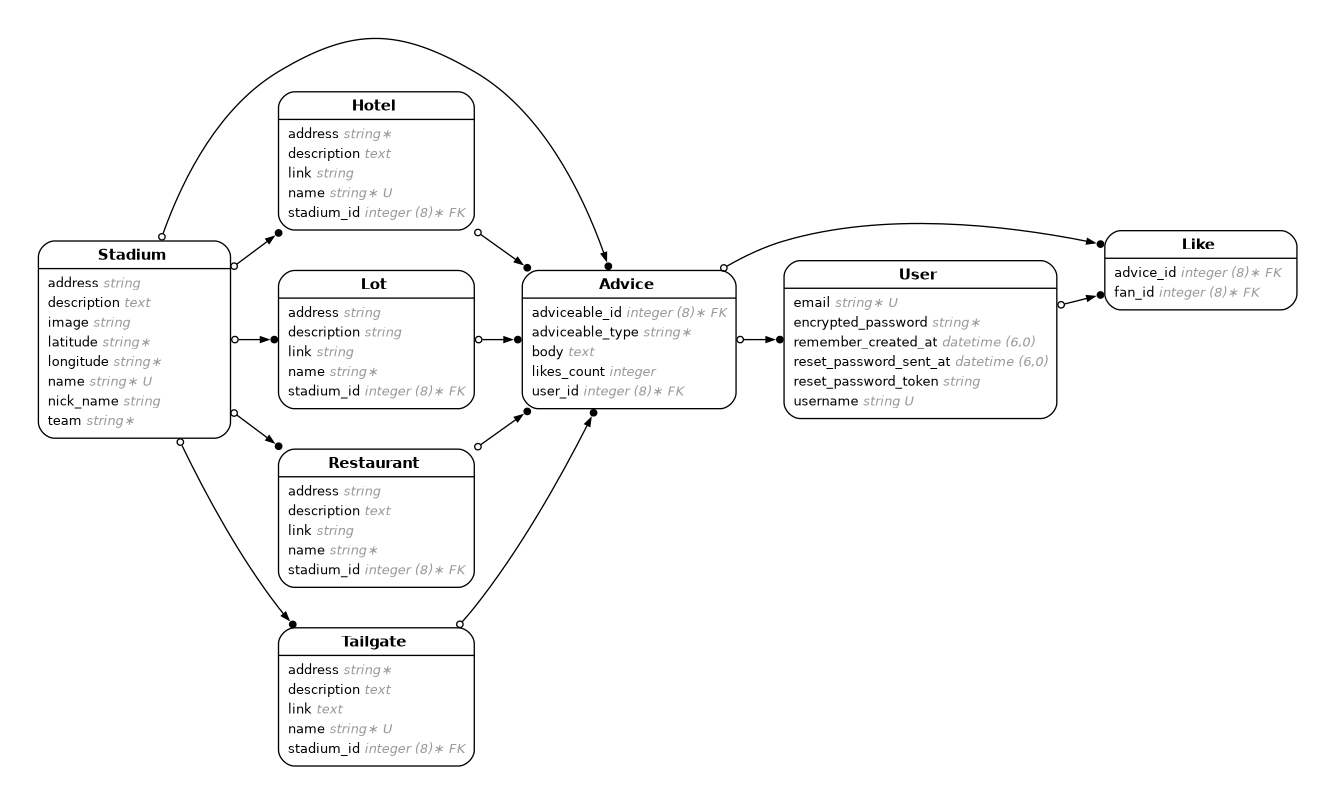 Hotel
address string∗
description text
link string
name string∗ U
stadium_id integer (8)∗ FK
Stadium
address string
description text
image string
latitude string∗
longitude string∗
name string∗ U
nick_name string
team string∗
Lot
address string
description string
link string
name string∗
stadium_id integer (8)∗ FK
Advice
adviceable_id integer (8)∗ FK
adviceable_type string∗
body text
likes_count integer
user_id integer (8)∗ FK
User
email string∗ U
encrypted_password string∗
remember_created_at datetime (6,0)
reset_password_sent_at datetime (6,0)
reset_password_token string
username string U
Like
advice_id integer (8)∗ FK
fan_id integer (8)∗ FK
Restaurant
address string
description text
link string
name string∗
stadium_id integer (8)∗ FK
Tailgate
address string∗
description text
link text
name string∗ U
stadium_id integer (8)∗ FK